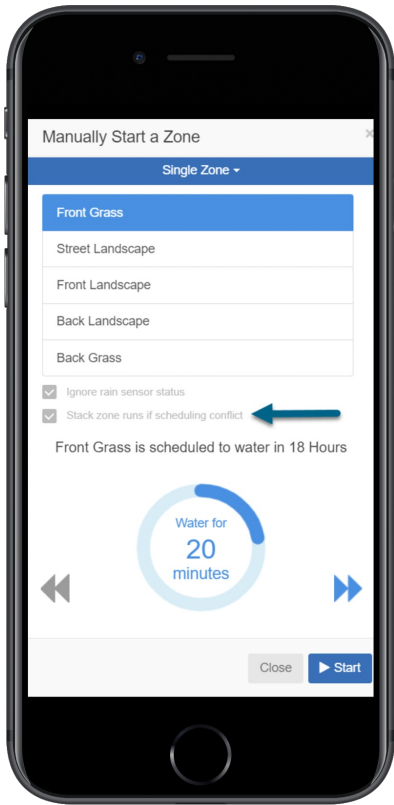 Manually Start a Zone
×
Single Zone
Front Grass
Street Landscape
Front Landscape
Back Landscape
Back Grass
Ignore rain sensor status
Stack zone runs if scheduling conflict
Front Grass is scheduled to water in 18 Hours
Water for
20
minutes
Close
Start